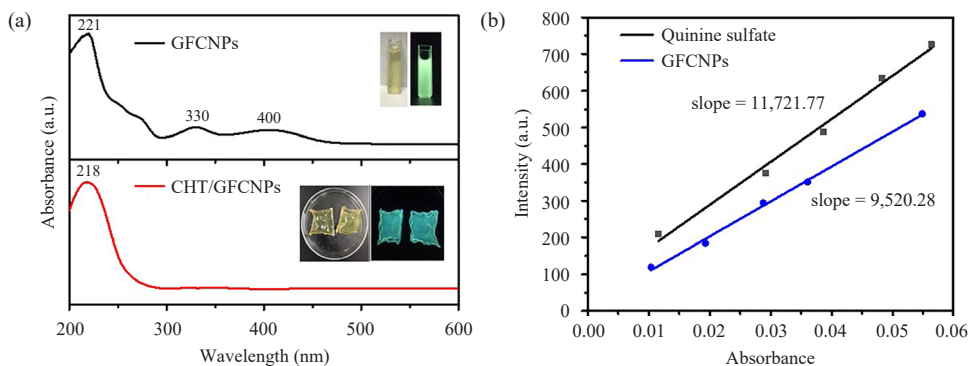 (a)
221
GFCNPs
330
400
218
CHT/GFCNPs
Absorbance (a.u.)
200
300
400
500
600
Wavelength (nm)
(b)
800
700
600
500
400
300
200
100
0
Intensity (a.u.)
Quinine sulfate
GFCNPs
slope = 11,721.77
slope = 9,520.28
0.00
0.01
0.02
0.03
0.04
0.05
0.06
Absorbance